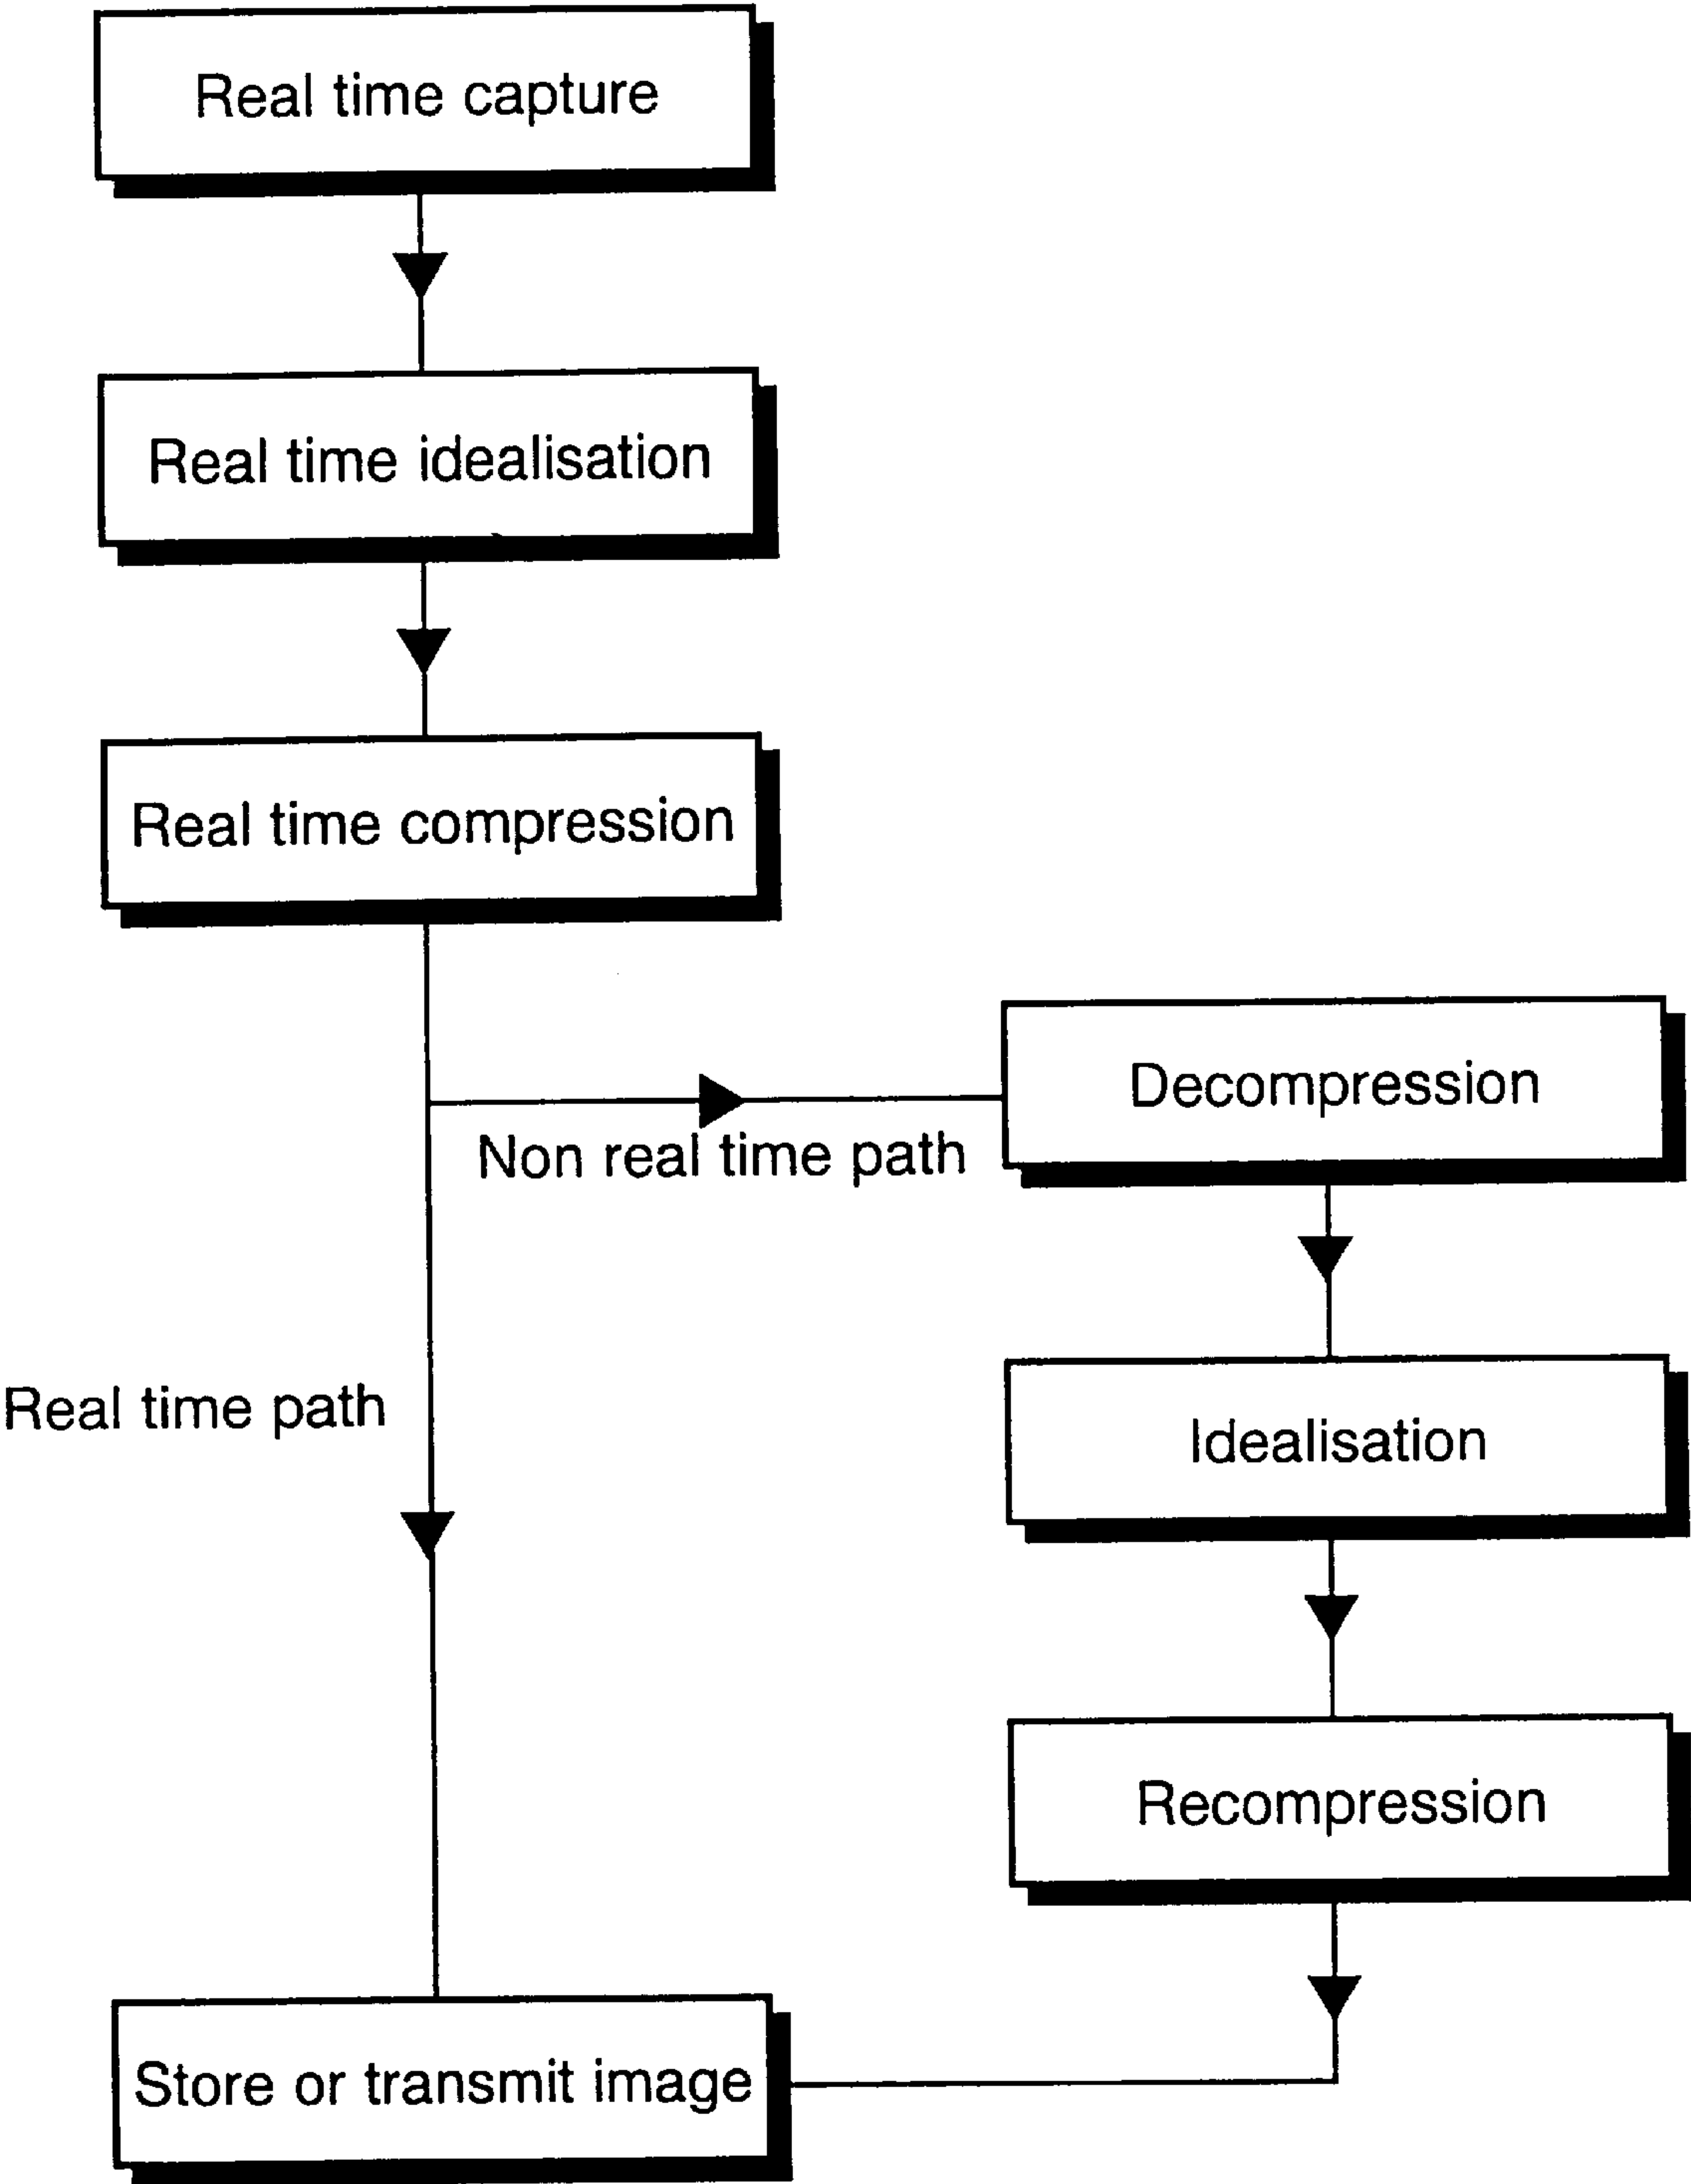 Real time capture
Real time idealisation
Real time compression
Decompression
Non real time path
Idealisation
Real time path
Recompression
Store or transmit image